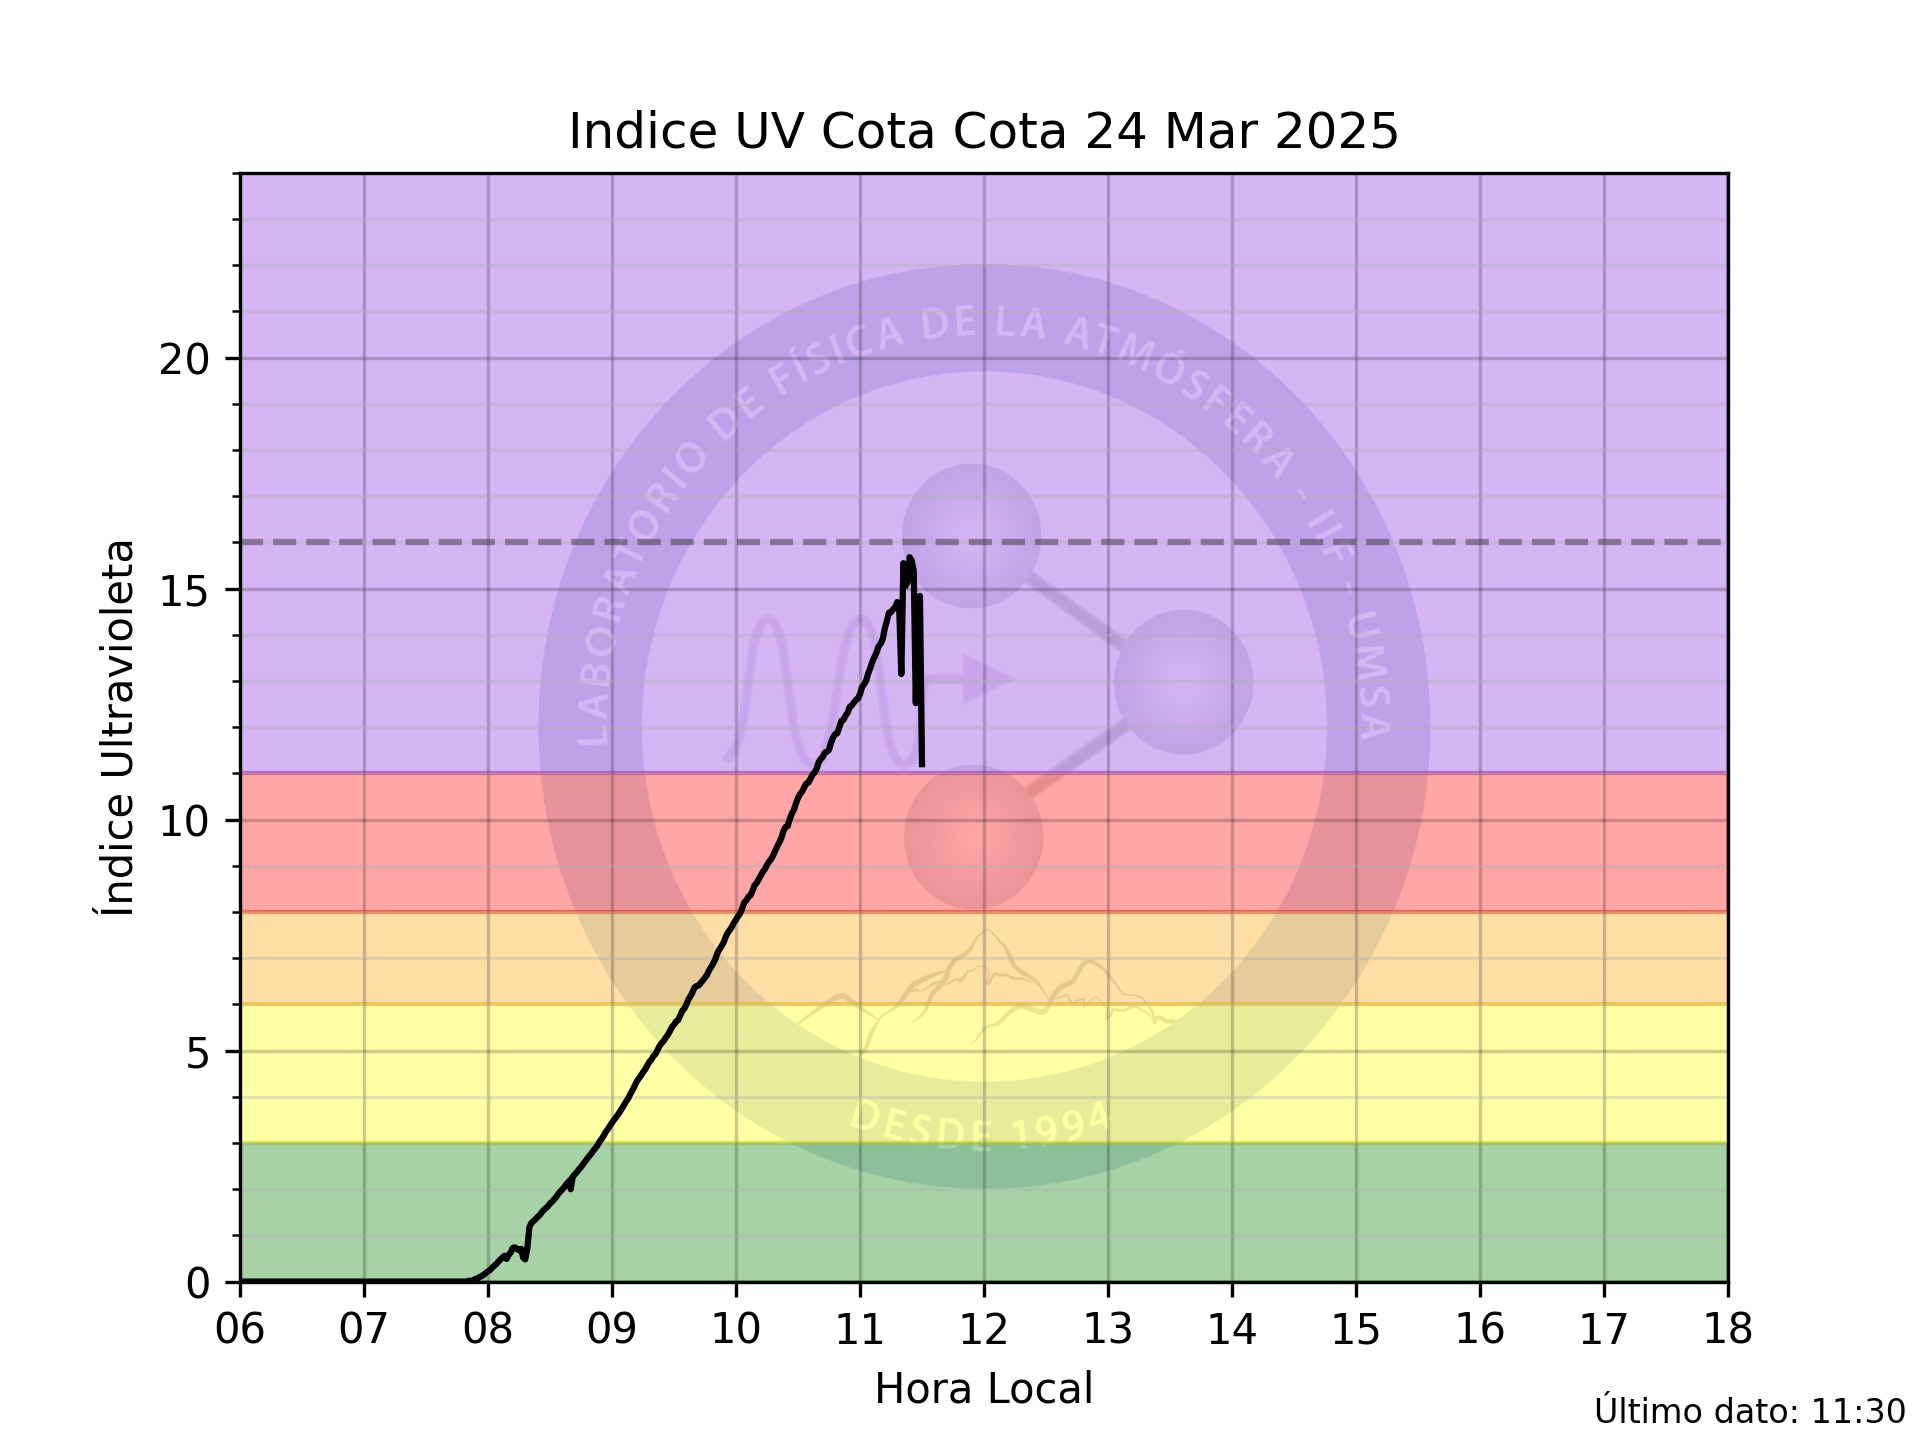 Indice UV Cota Cota 24 Mar 2025
LABORATORIO DE FÍSICA DE LA ATMÓSFERA - IIF - UMSA
DESDE 1994
Índice Ultravioleta
20
15
10
5
0
06 07 08 09 10 11 12 13 14 15 16 17 18
Hora Local
Último dato: 11:30